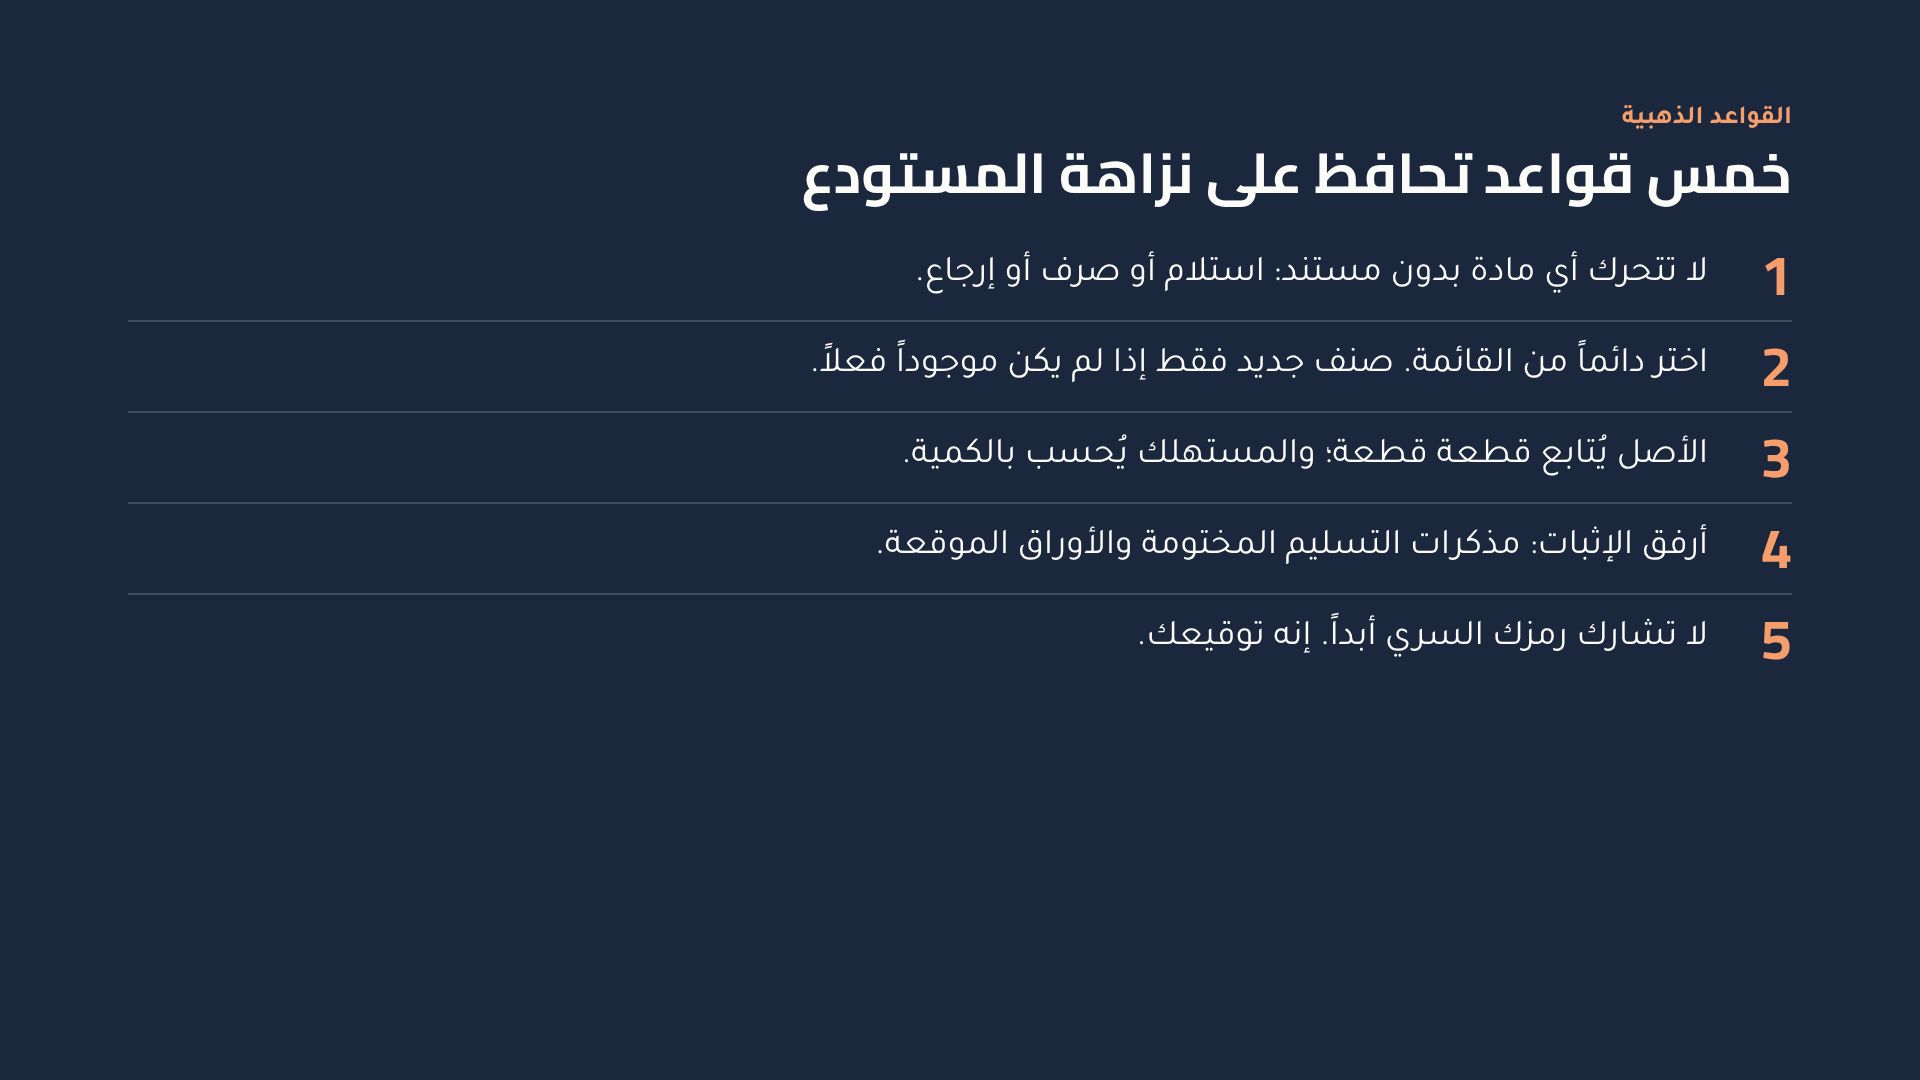 القواعد الذهبية
خمس قواعد تحافظ على نزاهة المستودع
1 لا تتحرك أي مادة بدون مستند: استلام أو صرف أو إرجاع.
2 اختر دائماً من القائمة. صنف جديد فقط إذا لم يكن موجوداً فعلاً.
3 الأصل يُتابع قطعة قطعة؛ والمستهلك يُحسب بالكمية.
4 أرفق الإثبات: مذكرات التسليم المختومة والأوراق الموقعة.
5 لا تشارك رمزك السري أبداً. إنه توقيعك.